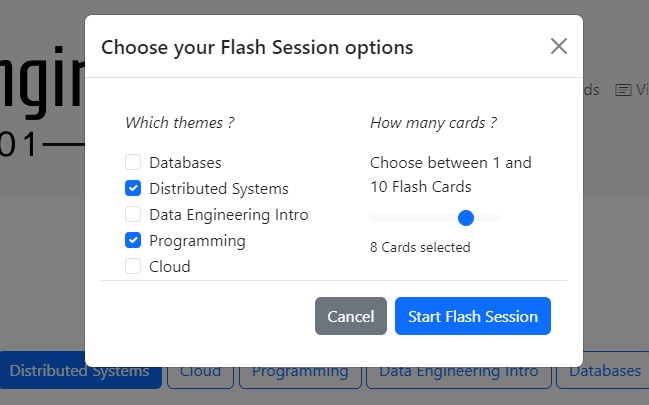 Choose your Flash Session options
Which themes ?
Databases
Distributed Systems
Data Engineering Intro
Programming
Cloud
How many cards ?
Choose between 1 and
10 Flash Cards
8 Cards selected
Cancel
Start Flash Session
Distributed Systems
Cloud
Programming
Data Engineering Intro
Databases